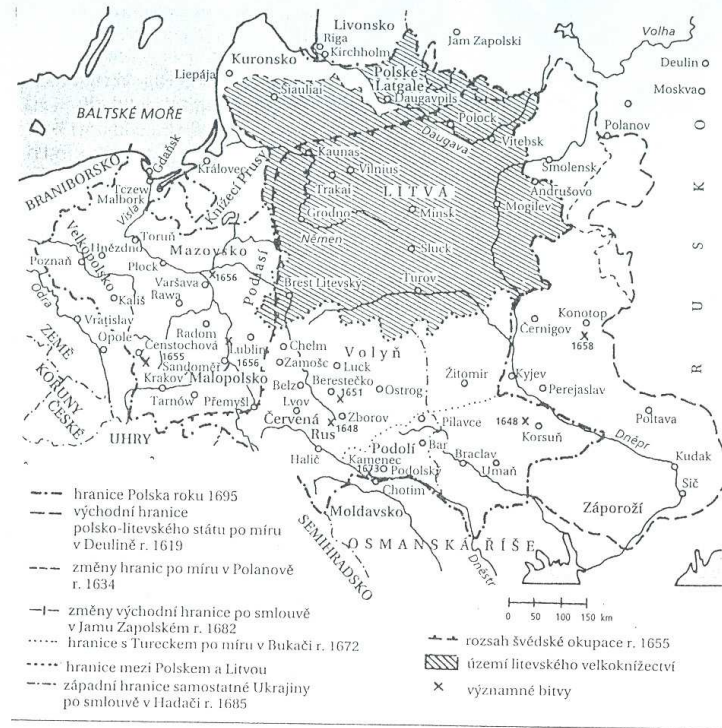 Livonsko
Volha
Riga
Kirchholm
Jam Zapolski
Kuronsko
Deulin
Liepája
Polské
Latgale
Moskva
Siauliai
Daugavpils
BALTSKÉ MOŘE
Polock
Polanov
Daugava
Vitebsk
Gdaňsk
Kaunas
Smolensk
BRANIBORSKO
Královec
Vilnius
Knížecí Prusy
Trakai
LITVA
Andrušovo
Tczew
Malbork
Mogilev
Visla
Grodno
Minsk
RUSKO
Toruň
Němen
Velkopolsko
Hnězdno
Mazovsko
Sluck
Poznaň
Płock
Podlasí
1656
Varšava
Brest Litevský
Turov
Odra
Kališ
Rawa
Konotop
Vratislav
Černigov
Radom
1658
ZEMĚ
KORUNY
ČESKÉ
Opole
Čenstochová
1655
Lublin
1656
Chelm
Volyň
Sandoměř
Zamošc
Luck
Žitomir
Kyjev
Krakov
Malopolsko
Belz
Berestečko
1651
Ostrog
Perejaslav
Tarnów
Přemyšl
Lvov
Zborov
1648
Pilavce
1648
Korsuň
Poltava
UHRY
Červená
Rus
Dněpr
Halič
Podolí
Bar
Kamenec
Podolský
1673
Braclav
Umaň
Kudak
Sič
Chotim
Moldavsko
Záporoží
SEMIHRADSKO
OSMANSKÁ ŘÍŠE
Dněstr
hranice Polska roku 1695
východní hranice
polsko-litevského státu po míru
v Deulině r. 1619
změny hranic po míru v Polanově
r. 1634
změny východní hranice po smlouvě
v Jamu Zapolském r. 1682
hranice s Tureckem po míru v Bukači r. 1672
hranice mezi Polskem a Litvou
západní hranice samostatné Ukrajiny
po smlouvě v Hadači r. 1685
0 50 100 150 km
rozsah švédské okupace r. 1655
území litevského velkoknížectví
významné bitvy